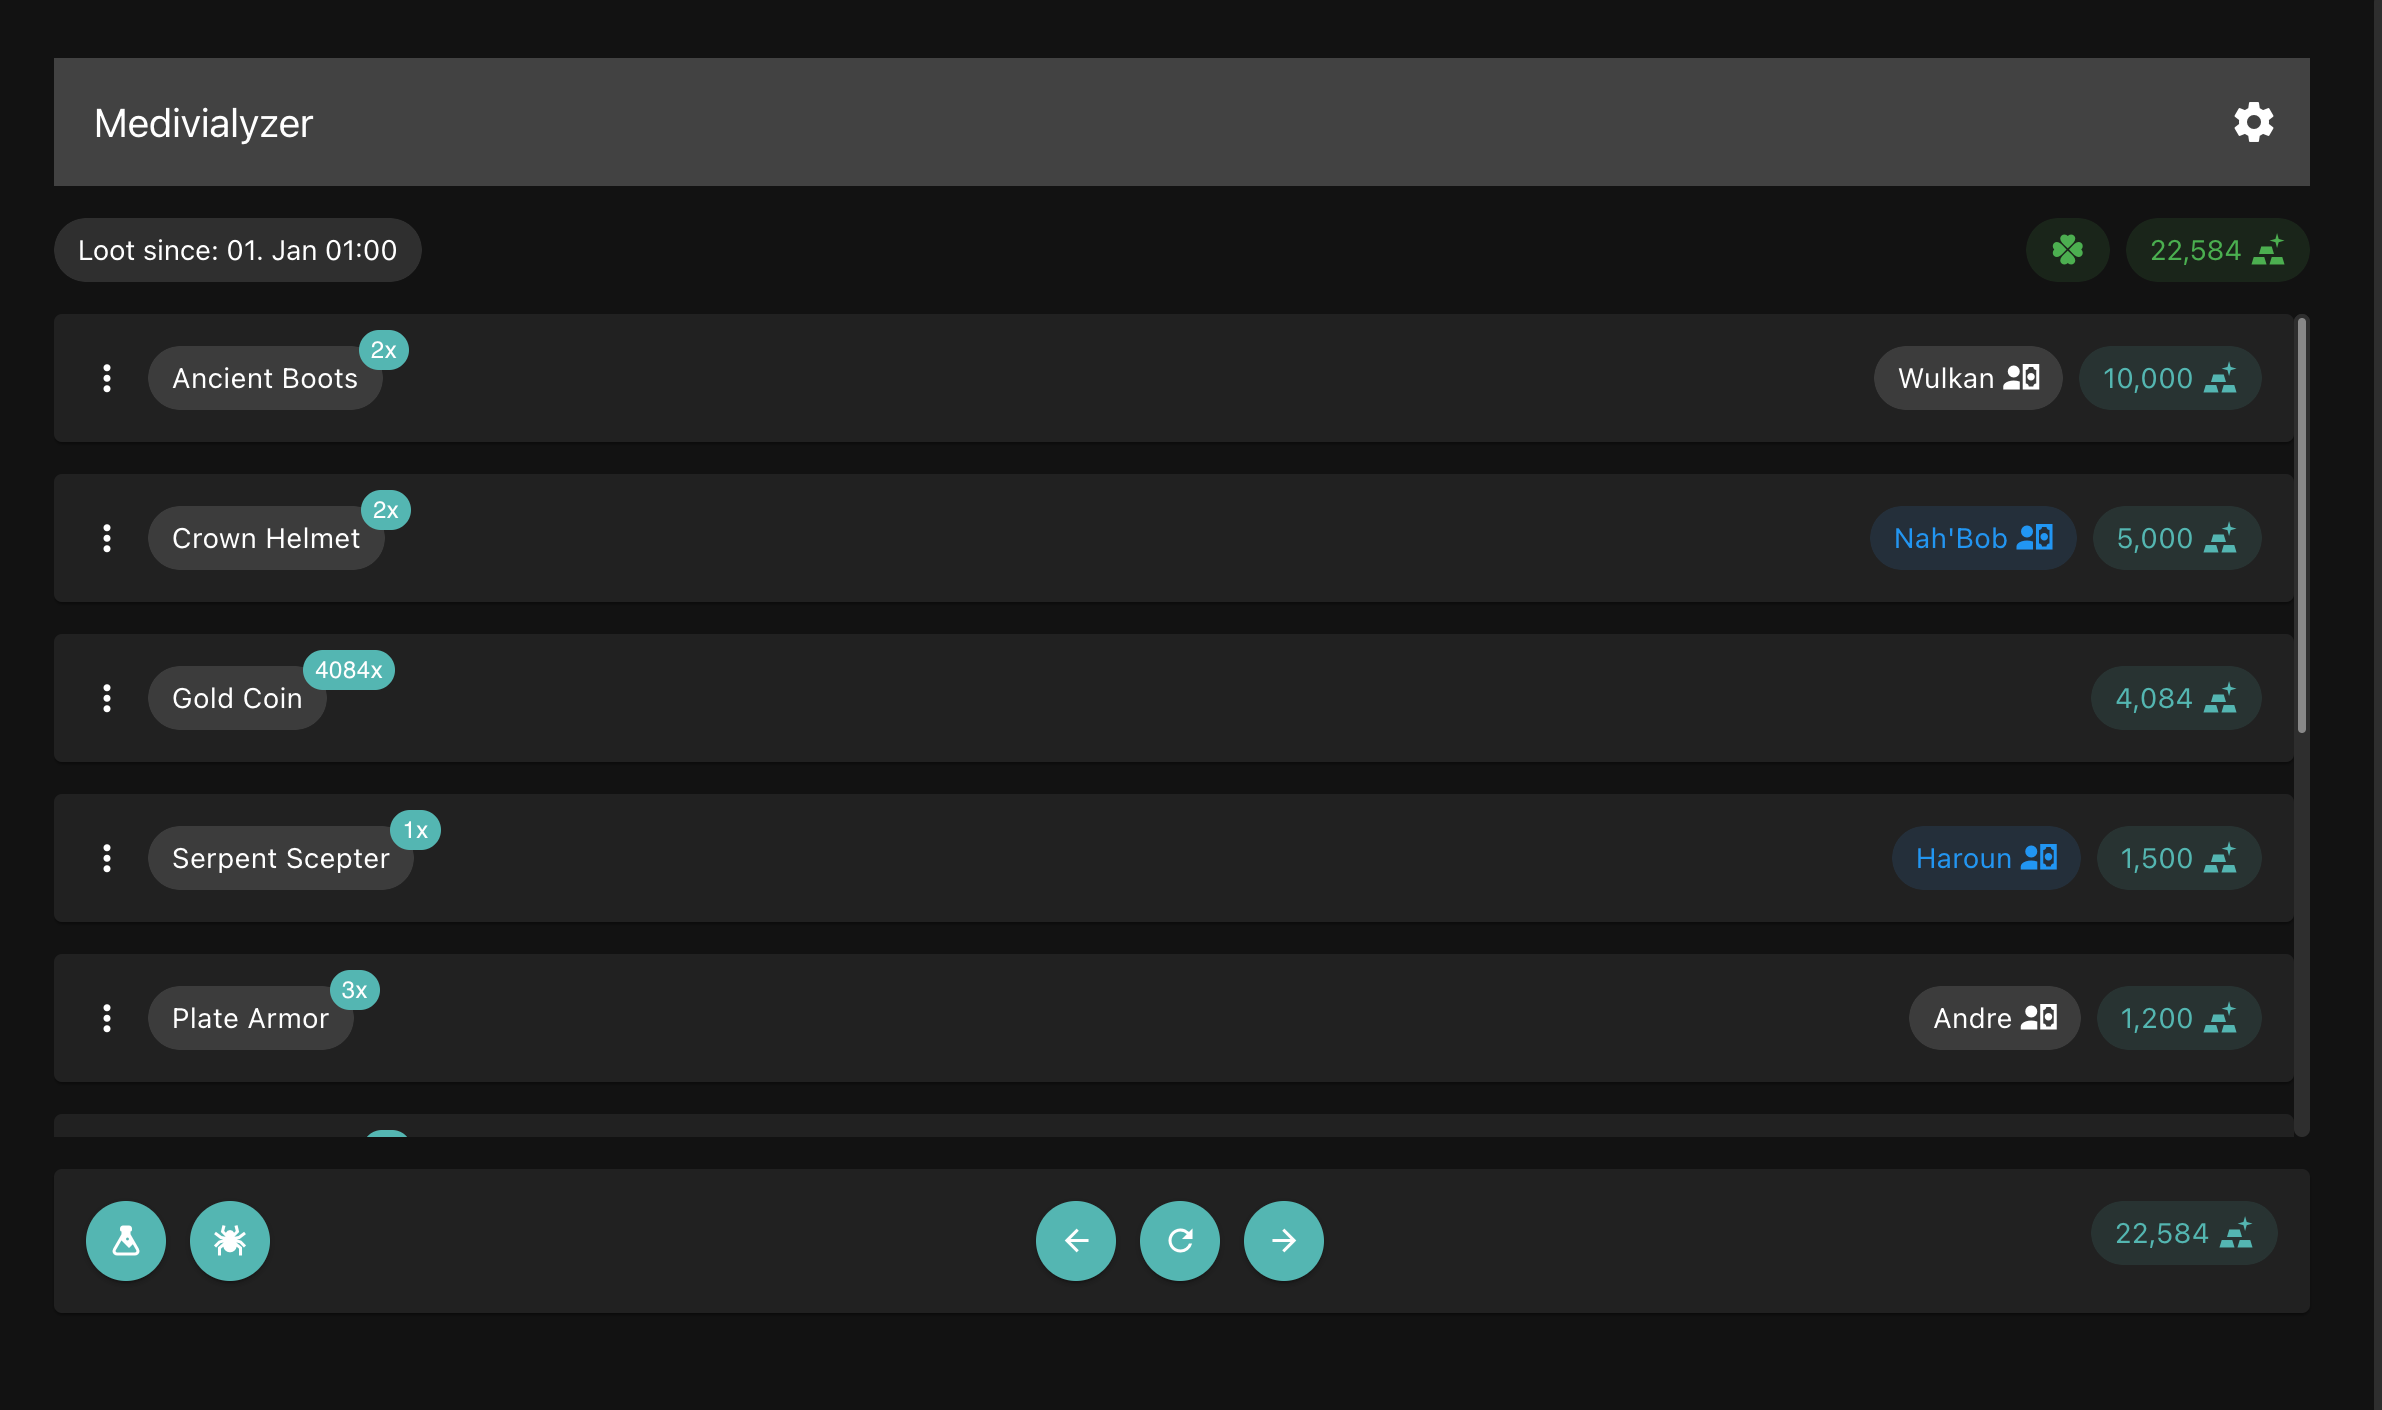 Medivialyzer
Loot since: 01. Jan 01:00
22,584
2x
Ancient Boots
Wulkan
10,000
2x
Crown Helmet
Nah'Bob
5,000
4084x
Gold Coin
4,084
1x
Serpent Scepter
Haroun
1,500
3x
Plate Armor
Andre
1,200
22,584